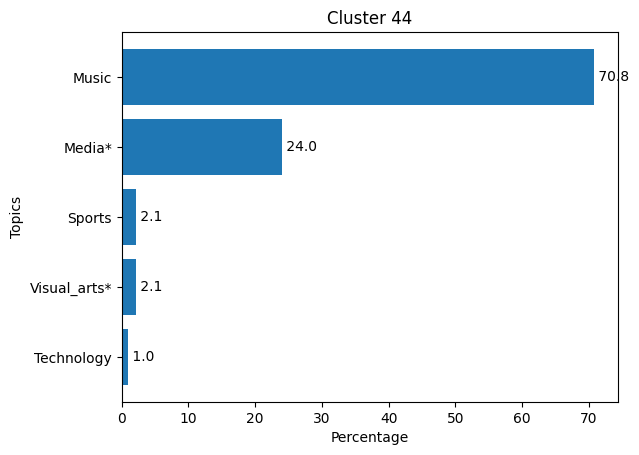 Cluster 44
Music 70.8
Media* 24.0
Sports 2.1
Visual_arts* 2.1
Technology 1.0
Topics
0 10 20 30 40 50 60 70
Percentage